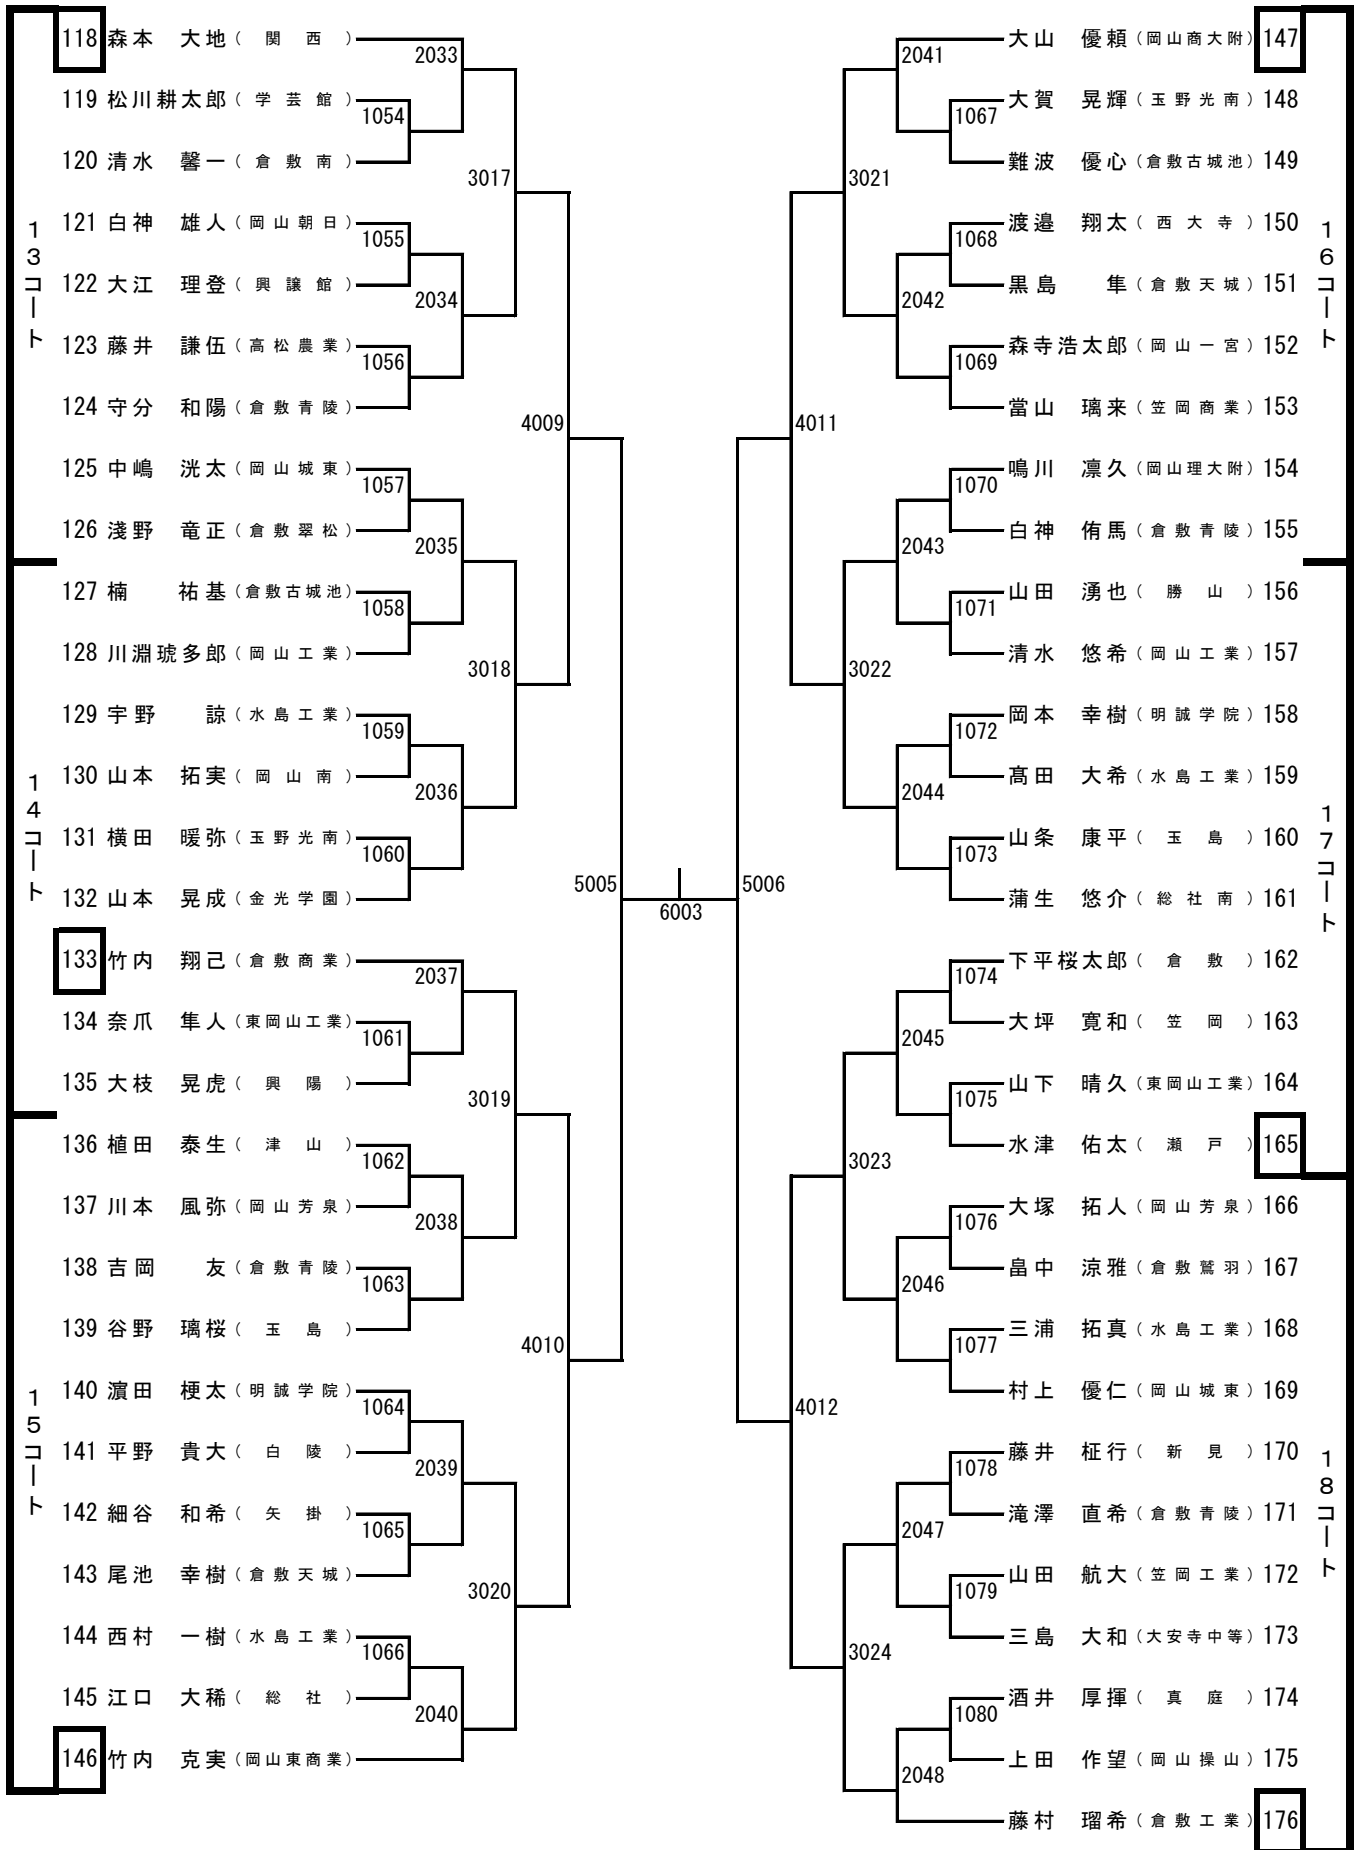 13コート
118 森本 大地 (関西)
119 松川耕太郎 (学芸館)
120 清水 馨一 (倉敷南)
121 白神 雄人 (岡山朝日)
122 大江 理登 (興譲館)
123 藤井 謙伍 (高松農業)
124 守分 和陽 (倉敷青陵)
125 中嶋 洸太 (岡山城東)
126 淺野 竜正 (倉敷翠松)
14コート
127 楠 祐基 (倉敷古城池)
128 川淵琥多郎 (岡山工業)
129 宇野 諒 (水島工業)
130 山本 拓実 (岡山南)
131 横田 暖弥 (玉野光南)
132 山本 晃成 (金光学園)
133 竹内 翔己 (倉敷商業)
134 奈爪 隼人 (東岡山工業)
135 大枝 晃虎 (興陽)
15コート
136 植田 泰生 (津山)
137 川本 風弥 (岡山芳泉)
138 吉岡 友 (倉敷青陵)
139 谷野 璃桜 (玉島)
140 濵田 梗太 (明誠学院)
141 平野 貴大 (白陵)
142 細谷 和希 (矢掛)
143 尾池 幸樹 (倉敷天城)
144 西村 一樹 (水島工業)
145 江口 大稀 (総社)
146 竹内 克実 (岡山東商業)
2033
1054
3017
1055
2034
1056
4009
1057
2035
1058
3018
1059
2036
1060
5005
2037
1061
3019
1062
2038
1063
4010
1064
2039
1065
3020
1066
2040
6003
5006
2041
1067
3021
1068
2042
1069
4011
1070
2043
1071
3022
1072
2044
1073
1074
2045
1075
3023
1076
2046
1077
4012
1078
2047
1079
3024
1080
2048
16コート
大山 優頼 (岡山商大附) 147
大賀 晃輝 (玉野光南) 148
難波 優心 (倉敷古城池) 149
渡邉 翔太 (西大寺) 150
黒島 隼 (倉敷天城) 151
森寺浩太郎 (岡山一宮) 152
當山 璃来 (笠岡商業) 153
鳴川 凛久 (岡山理大附) 154
白神 侑馬 (倉敷青陵) 155
17コート
山田 湧也 (勝山) 156
清水 悠希 (岡山工業) 157
岡本 幸樹 (明誠学院) 158
髙田 大希 (水島工業) 159
山条 康平 (玉島) 160
蒲生 悠介 (総社南) 161
下平桜太郎 (倉敷) 162
大坪 寛和 (笠岡) 163
山下 晴久 (東岡山工業) 164
水津 佑太 (瀬戸) 165
18コート
大塚 拓人 (岡山芳泉) 166
畠中 涼雅 (倉敷鷲羽) 167
三浦 拓真 (水島工業) 168
村上 優仁 (岡山城東) 169
藤井 柾行 (新見) 170
滝澤 直希 (倉敷青陵) 171
山田 航大 (笠岡工業) 172
三島 大和 (大安寺中等) 173
酒井 厚揮 (真庭) 174
上田 作望 (岡山操山) 175
藤村 瑠希 (倉敷工業) 176